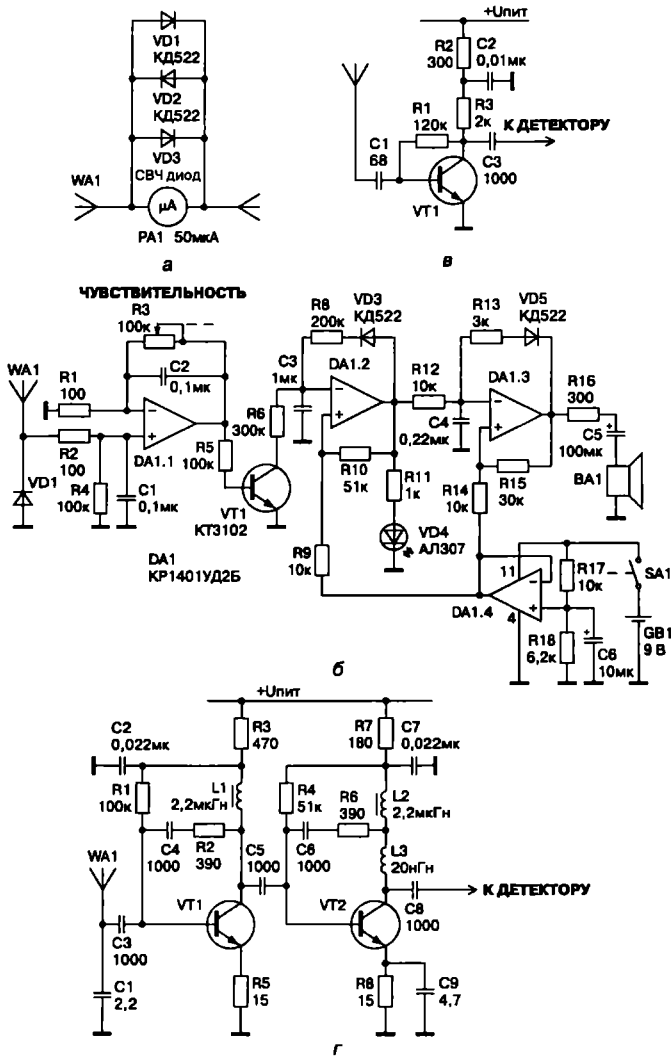 VD1
КД522
VD2
КД522
VD3
СВЧ диод
WA1
μA
PA1 50мкА
а
+Uпит
R2
300
C2
0,01мк
R1
120к
R3
2к
К ДЕТЕКТОРУ
C1
68
C3
1000
VT1
в
ЧУВСТВИТЕЛЬНОСТЬ
R3
100к
WA1
R1
100
C2
0,1мк
R2
100
DA1.1
R5
100к
VD1
R4
100к
C1
0,1мк
VT1
КТ3102
DA1
КР1401УД2Б
R8
200к
VD3
КД522
C3
1мк
DA1.2
R6
300к
R10
51к
R11
1к
VD4
АЛ307
R9
10к
R12
10к
R13
3к
VD5
КД522
DA1.3
C4
0,22мк
R16
300
C5
100мк
BA1
R14
10к
R15
30к
11
4
DA1.4
R17
10к
SA1
R18
6,2к
C6
10мк
GB1
9 В
б
+Uпит
C2
0,022мк
R3
470
R7
180
C7
0,022мк
R1
100к
L1
2,2мкГн
R4
51к
R6
390
L2
2,2мкГн
C4
1000
R2
390
C5
1000
C6
1000
L3
20нГн
WA1
К ДЕТЕКТОРУ
VT1
VT2
C8
1000
C3
1000
C1
2,2
R5
15
R8
15
C9
4,7
г